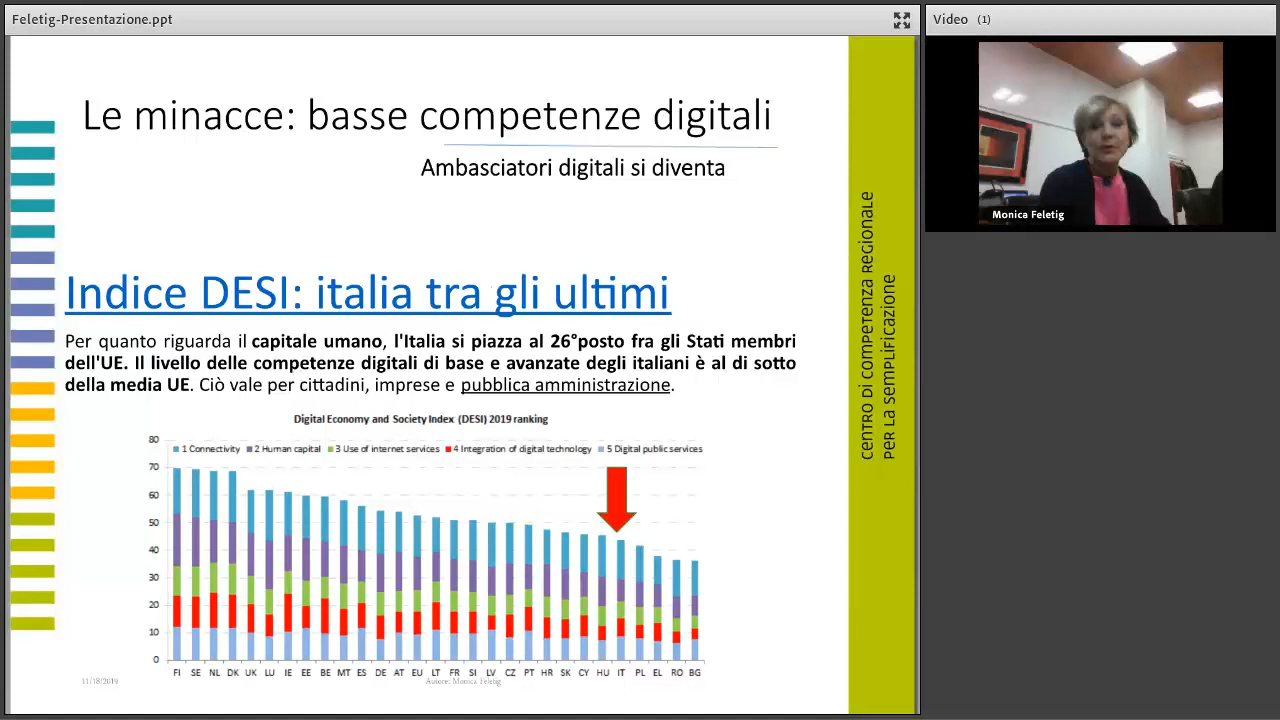 Feletig-Presentazione.ppt
Video (1)
Monica Feletig
Le minacce: basse competenze digitali
Ambasciatori digitali si diventa
Indice DESI: italia tra gli ultimi
Per quanto riguarda il capitale umano, l'Italia si piazza al 26°posto fra gli Stati membri
dell'UE. Il livello delle competenze digitali di base e avanzate degli italiani è al di sotto
della media UE. Ciò vale per cittadini, imprese e pubblica amministrazione.
Digital Economy and Society Index (DESI) 2019 ranking
1 Connectivity 2 Human capital 3 Use of internet services 4 Integration of digital technology 5 Digital public services
80
70
60
50
40
30
20
10
0
FI SE NL DK UK LU IE EE BE MT ES DE AT EU LT FR SI LV CZ PT HR SK CY HU IT PL EL RO BG
11/18/2019
Autore: Monica Feletig
CENTRO DI COMPETENZA REGIONALE
PER LA SEMPLIFICAZIONE